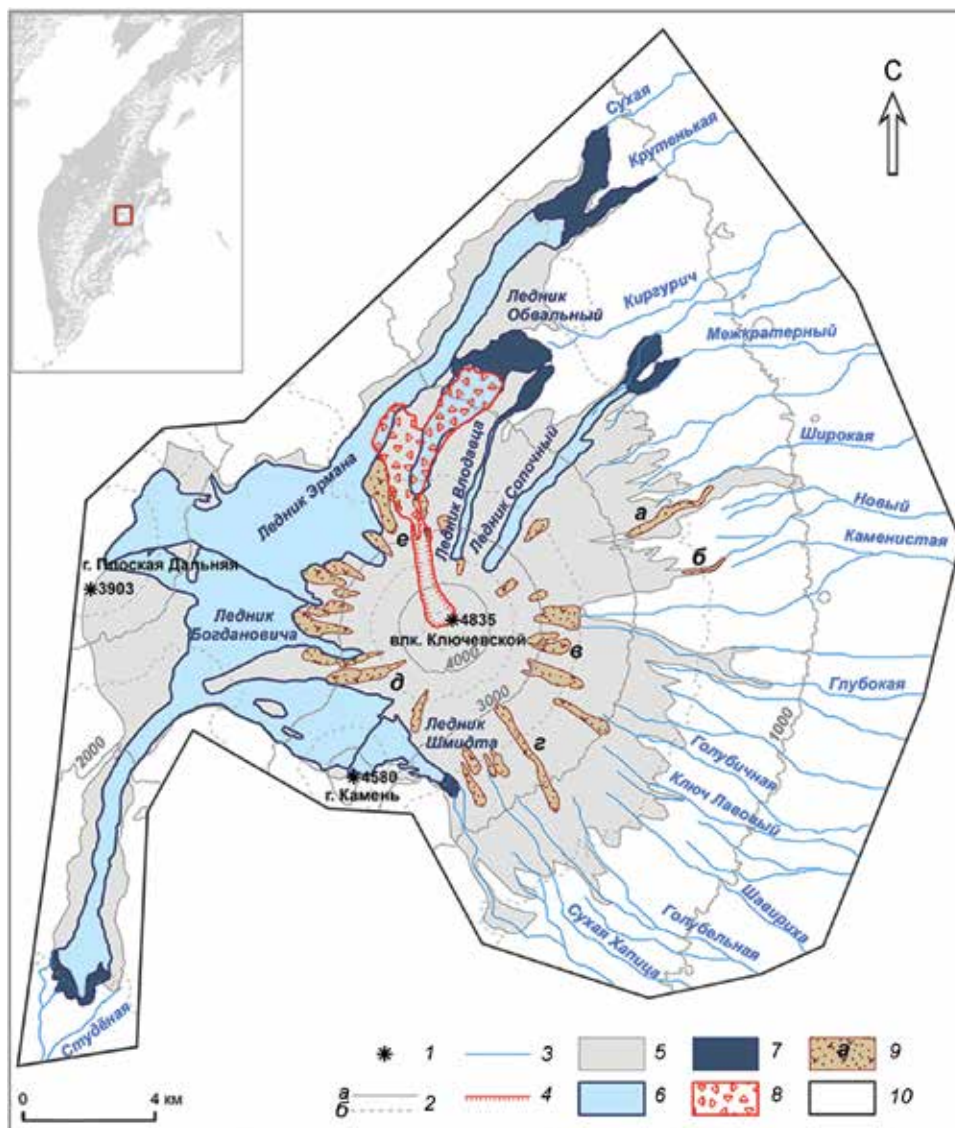 С
Сухая
Крутенькая
Киргурич
Ледник
Обвальный
Межкратерный
Широкая
Ледник Эрмана
Ледник Влодавца
Ледник Сопочный
Новый
а
Каменистая
е
б
г. Плоская Дальняя
3903
Ледник
Богдановича
4835
влк. Ключевской
4000
в
Глубокая
д
3000
1000
Ледник
Шмидта
г
2000
Голубичная
4580
г. Камень
Ключ Лавовый
Шавириха
Голубельная
Сухая Хапица
Студёная
1
а
б
2
3
4
5
6
7
8
а
9
10
0
4 км